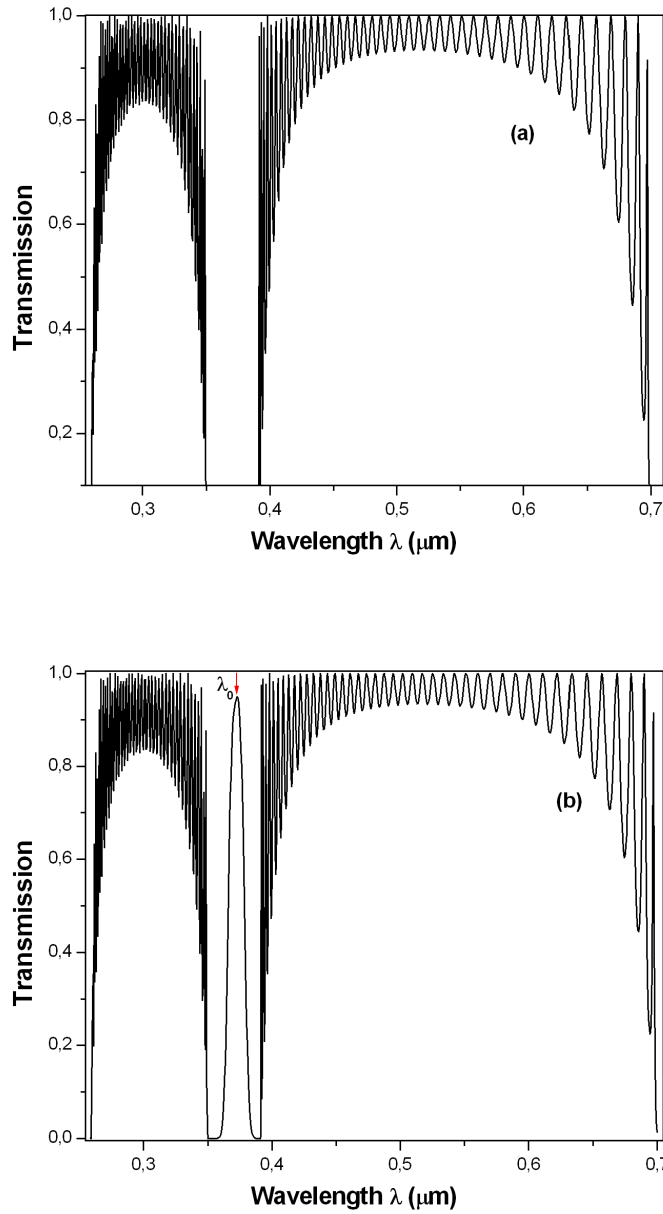 1,0
0,8
0,6
0,4
0,2
Transmission
(a)
0,3 0,4 0,5 0,6 0,7
Wavelength λ (μm)
1,0
0,8
0,6
0,4
0,2
0,0
Transmission
λ₀
(b)
0,3 0,4 0,5 0,6 0,7
Wavelength λ (μm)